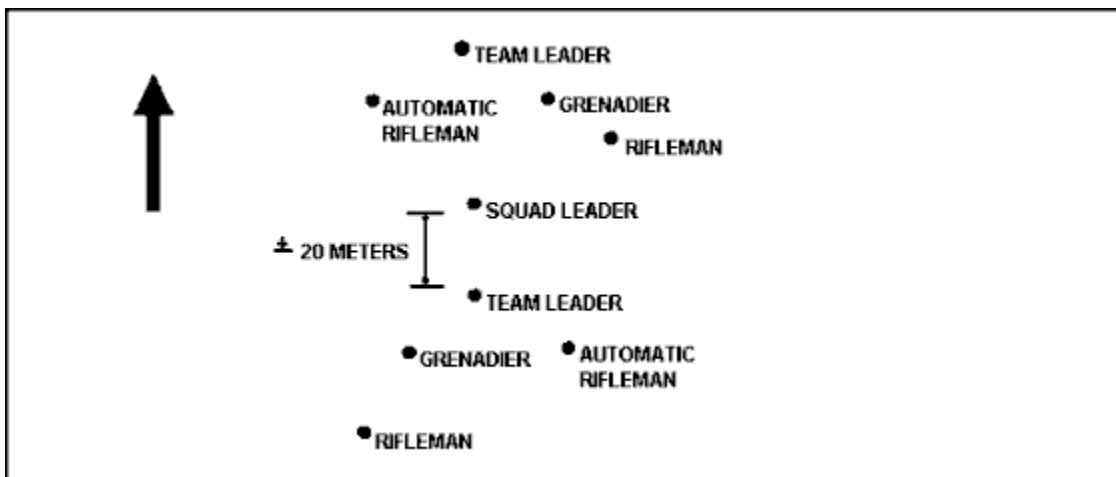 TEAM LEADER
AUTOMATIC
RIFLEMAN
GRENADIER
RIFLEMAN
SQUAD LEADER
± 20 METERS
TEAM LEADER
GRENADIER
AUTOMATIC
RIFLEMAN
RIFLEMAN